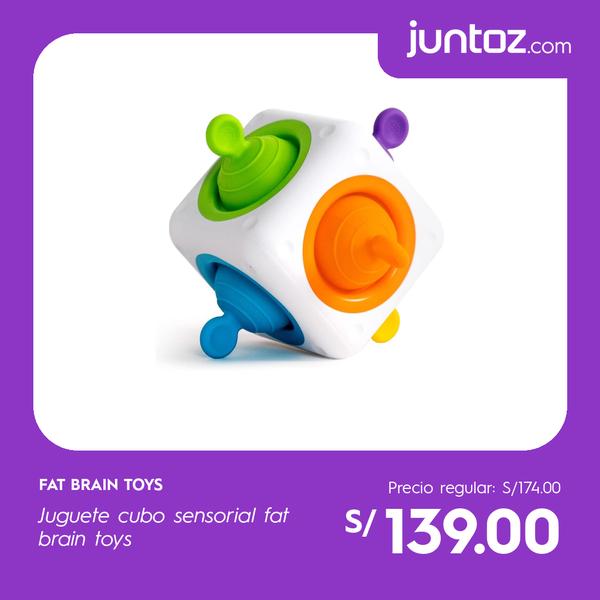 juntoz.com
FAT BRAIN TOYS
Juguete cubo sensorial fat
brain toys
Precio regular: S/174.00
S/ 139.00